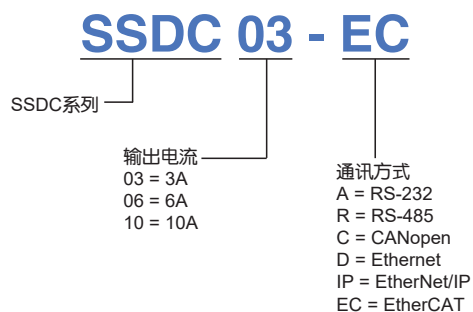 SSDC 03 - EC
SSDC系列
输出电流
03 = 3A
06 = 6A
10 = 10A
通讯方式
A = RS-232
R = RS-485
C = CANopen
D = Ethernet
IP = EtherNet/IP
EC = EtherCAT